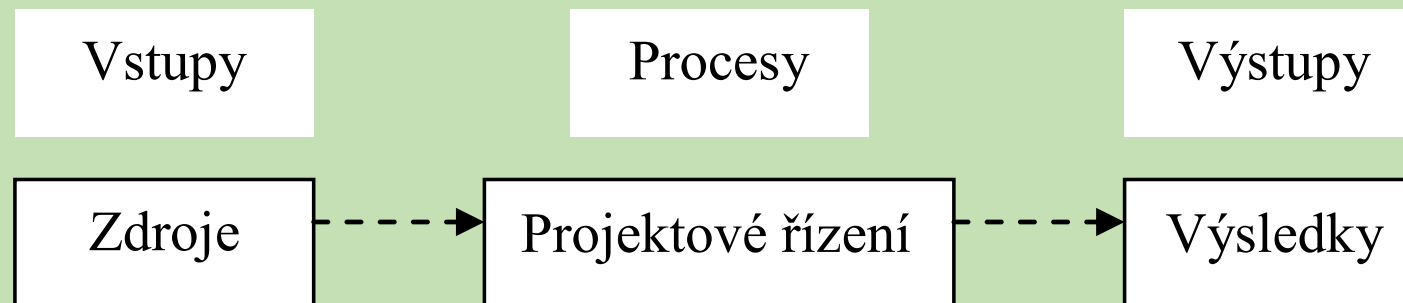 Vstupy
Procesy
Výstupy
Zdroje
Projektové řízení
Výsledky